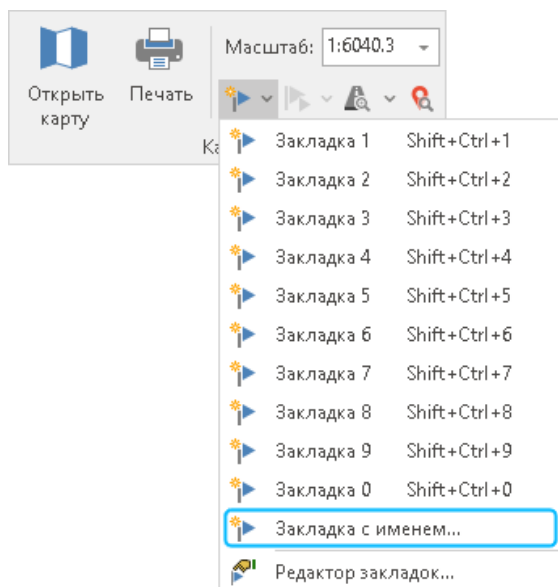 Масштаб: 1:6040.3
Открыть карту
Печать
Ка
Закладка 1 Shift+Ctrl+1
Закладка 2 Shift+Ctrl+2
Закладка 3 Shift+Ctrl+3
Закладка 4 Shift+Ctrl+4
Закладка 5 Shift+Ctrl+5
Закладка 6 Shift+Ctrl+6
Закладка 7 Shift+Ctrl+7
Закладка 8 Shift+Ctrl+8
Закладка 9 Shift+Ctrl+9
Закладка 0 Shift+Ctrl+0
Закладка с именем...
Редактор закладок...